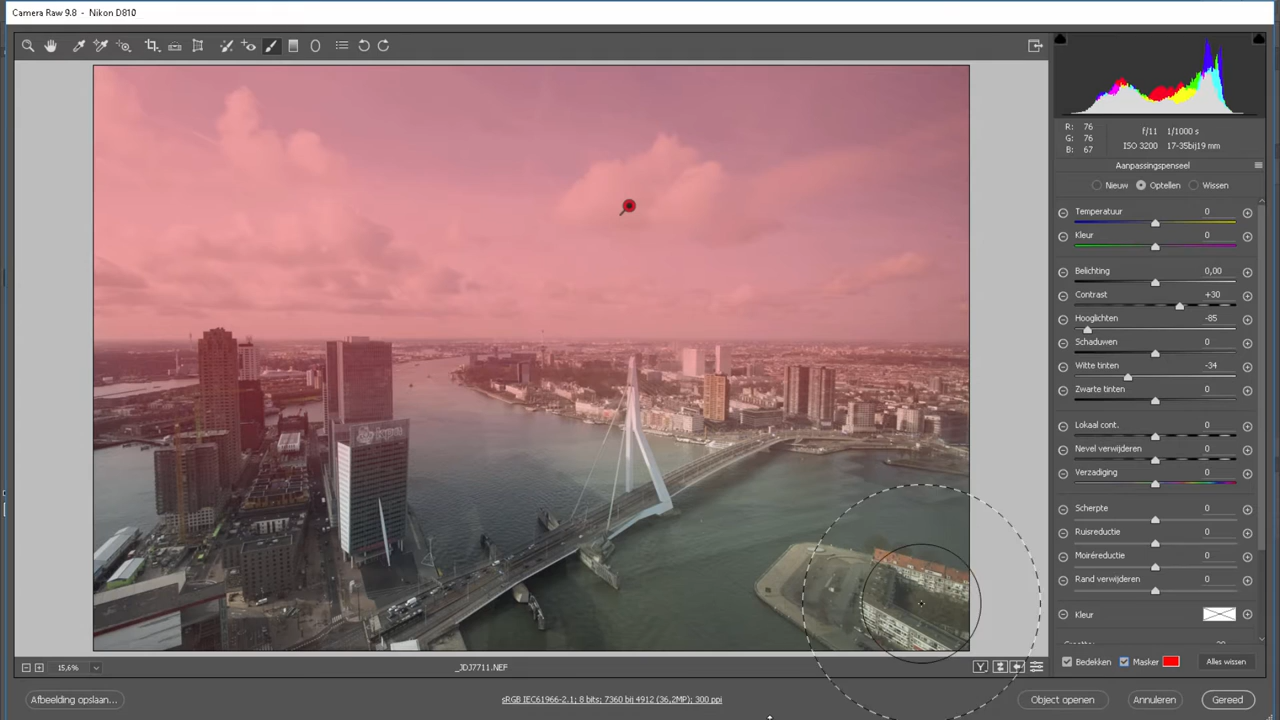 Camera Raw 9.8 - Nikon D810
R: 76
G: 76
B: 67
f/11 1/1000 s
ISO 3200 17-35bij19 mm
Aanpassingspenseel
Nieuw Optellen Wissen
Temperatuur 0
Kleur 0
Belichting 0,00
Contrast +30
Hooglichten -85
Schaduwen 0
Witte tinten -34
Zwarte tinten 0
Lokaal cont. 0
Nevel verwijderen 0
Verzadiging 0
Scherpte 0
Ruisreductie 0
Moiréreductie 0
Rand verwijderen 0
Kleur
Bedekken Masker Alles wissen
15,6% _JDJ7711.NEF Y
Afbeelding opslaan... sRGB IEC61966-2.1; 8 bits; 7360 bij 4912 (36,2MP); 300 ppi Object openen Annuleren Gereed